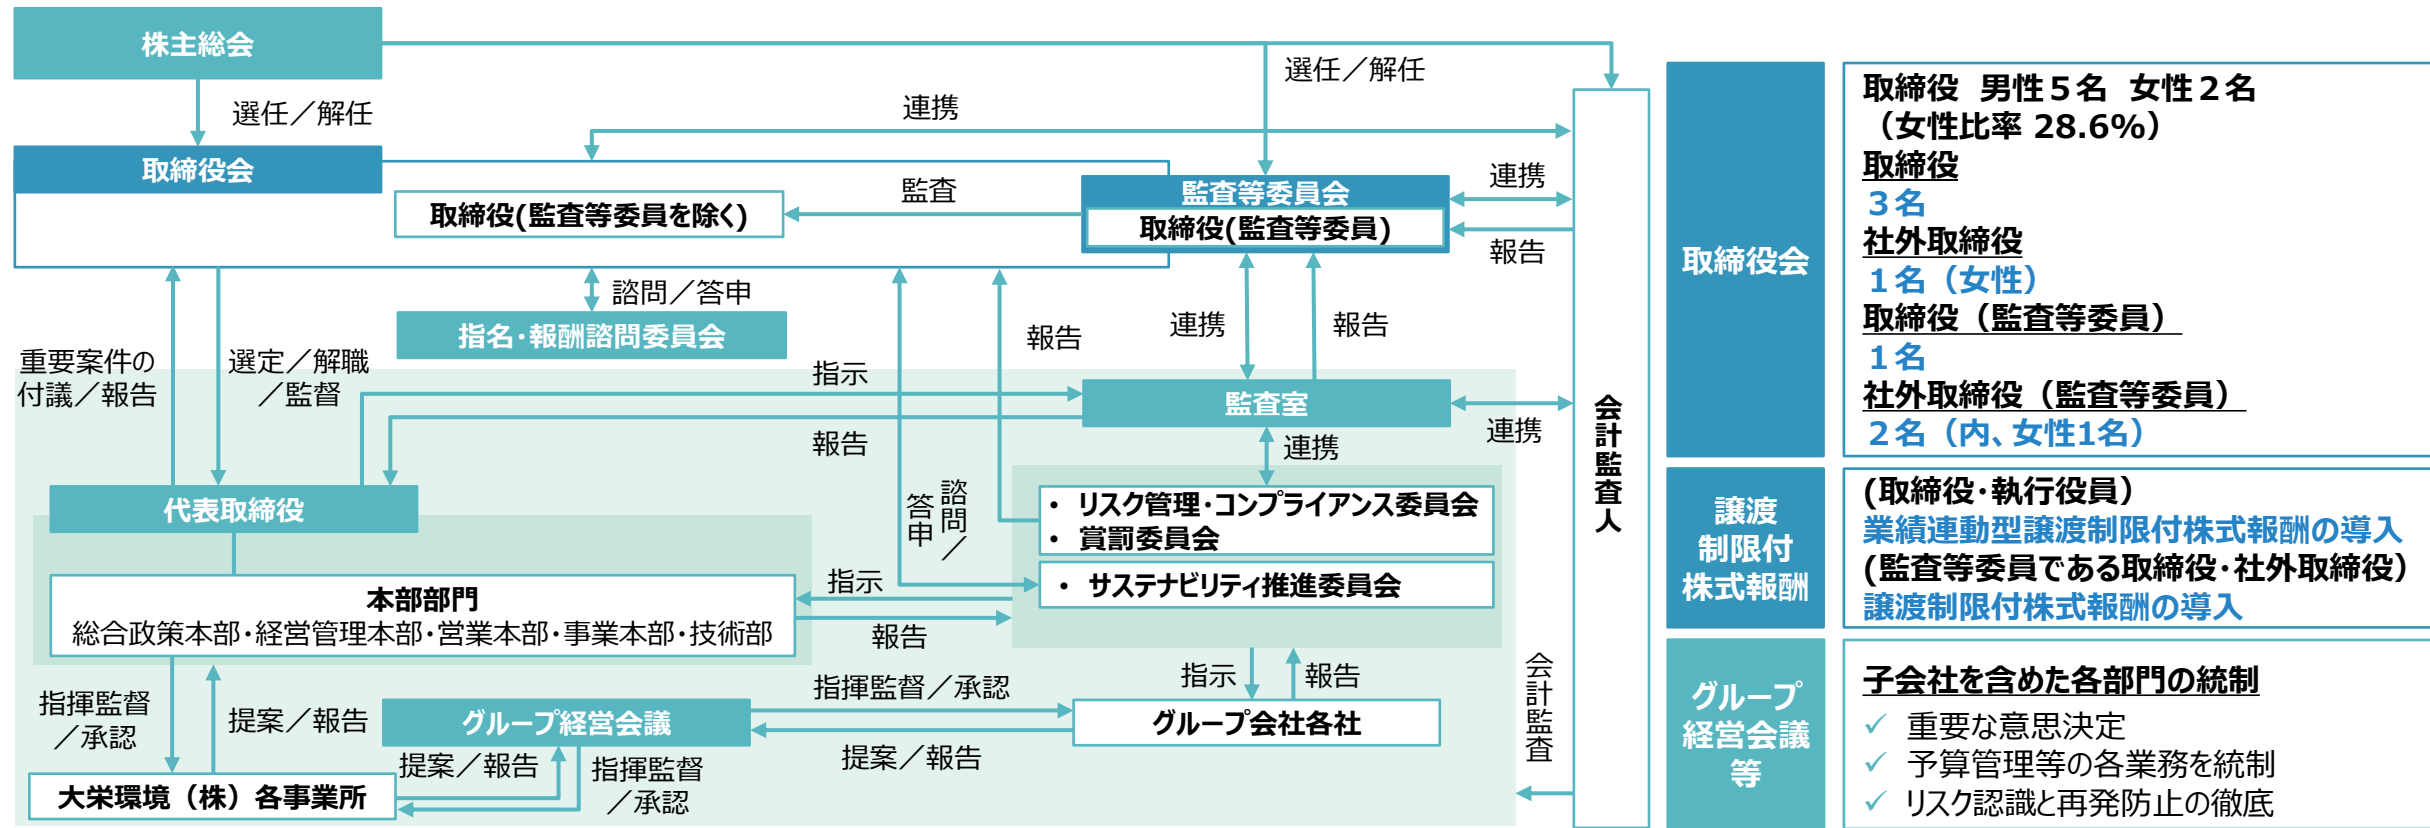 株主総会
選任／解任
選任／解任
連携
取締役会
監査
取締役(監査等委員を除く)
監査等委員会
取締役(監査等委員)
連携
報告
諮問／答申
指名・報酬諮問委員会
重要案件の
付議／報告
選定／解職
／監督
報告
連携
報告
指示
監査室
報告
連携
連携
代表取締役
諮問／
答申
・ リスク管理・コンプライアンス委員会
・ 賞罰委員会
・ サステナビリティ推進委員会
本部部門
総合政策本部・経営管理本部・営業本部・事業本部・技術部
指示
報告
指揮監督
／承認
提案／報告
グループ経営会議
指揮監督／承認
提案／報告
指示
報告
グループ会社各社
提案／報告
指揮監督
／承認
大栄環境（株）各事業所
会計監査
会計監査人
取締役会
取締役 男性５名 女性２名
（女性比率 28.6%）
取締役
３名
社外取締役
１名（女性）
取締役（監査等委員）
１名
社外取締役（監査等委員）
２名（内、女性1名）
譲渡
制限付
株式報酬
(取締役・執行役員）
業績連動型譲渡制限付株式報酬の導入
(監査等委員である取締役・社外取締役）
譲渡制限付株式報酬の導入
グループ
経営会議
等
子会社を含めた各部門の統制
✓ 重要な意思決定
✓ 予算管理等の各業務を統制
✓ リスク認識と再発防止の徹底